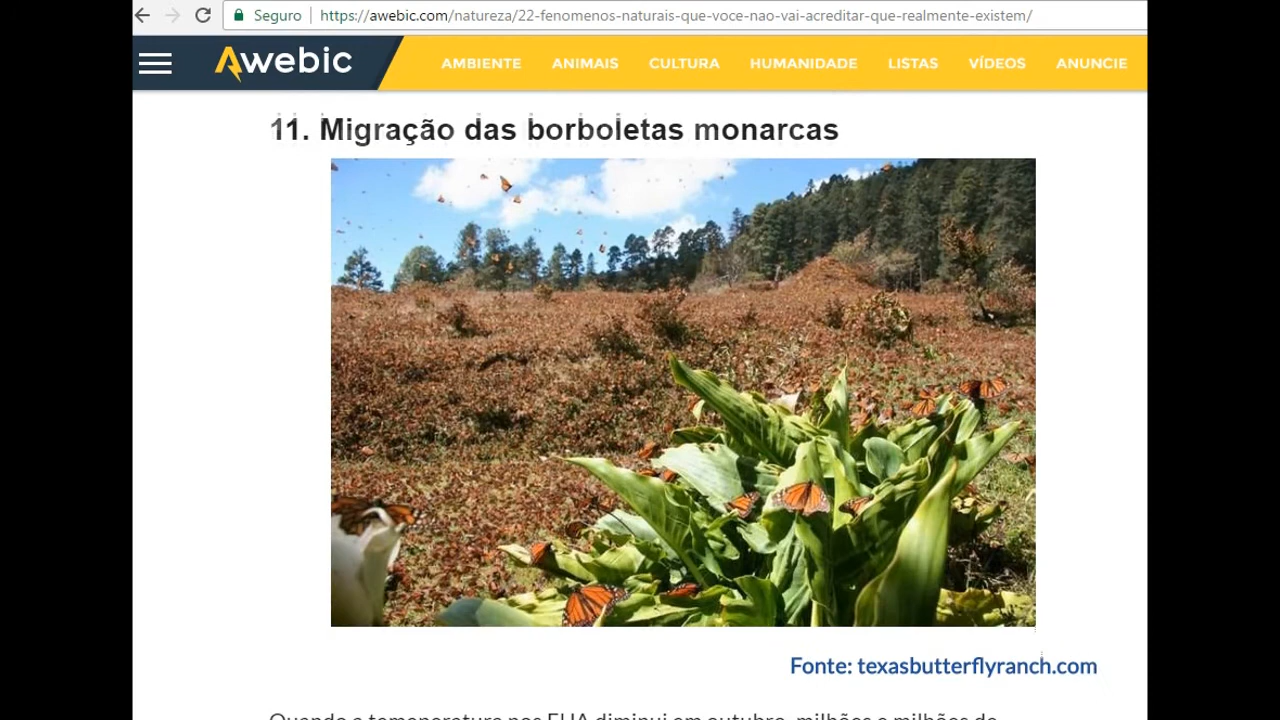 Seguro
https://awebic.com/natureza/22-fenomenos-naturais-que-voce-nao-vai-acreditar-que-realmente-existem/
Awebic
AMBIENTE ANIMAIS CULTURA HUMANIDADE LISTAS VÍDEOS ANUNCIE
11. Migração das borboletas monarcas
Fonte: texasbutterflyranch.com
Quando a temeperatura nos EUA diminui em outubro, milhões e milhões de